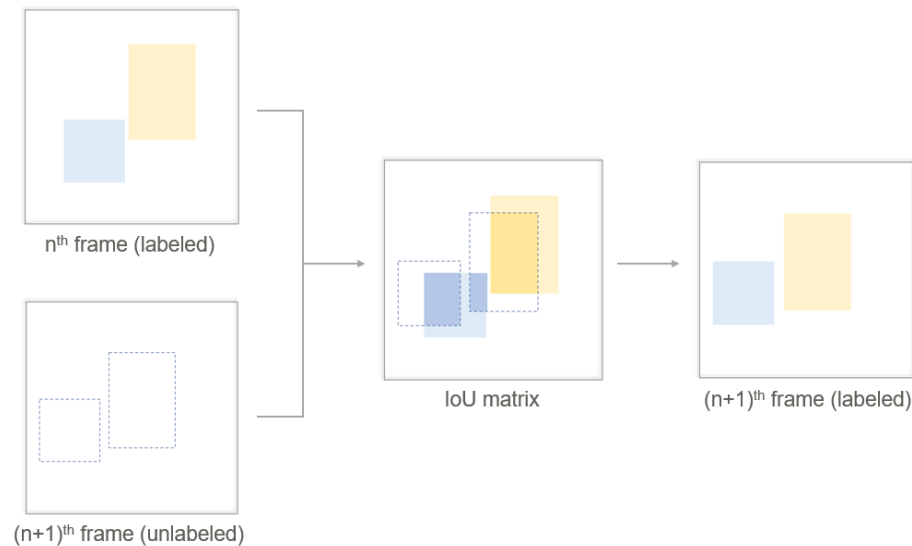 nᵗʰ frame (labeled)
(n+1)ᵗʰ frame (unlabeled)
IoU matrix
(n+1)ᵗʰ frame (labeled)